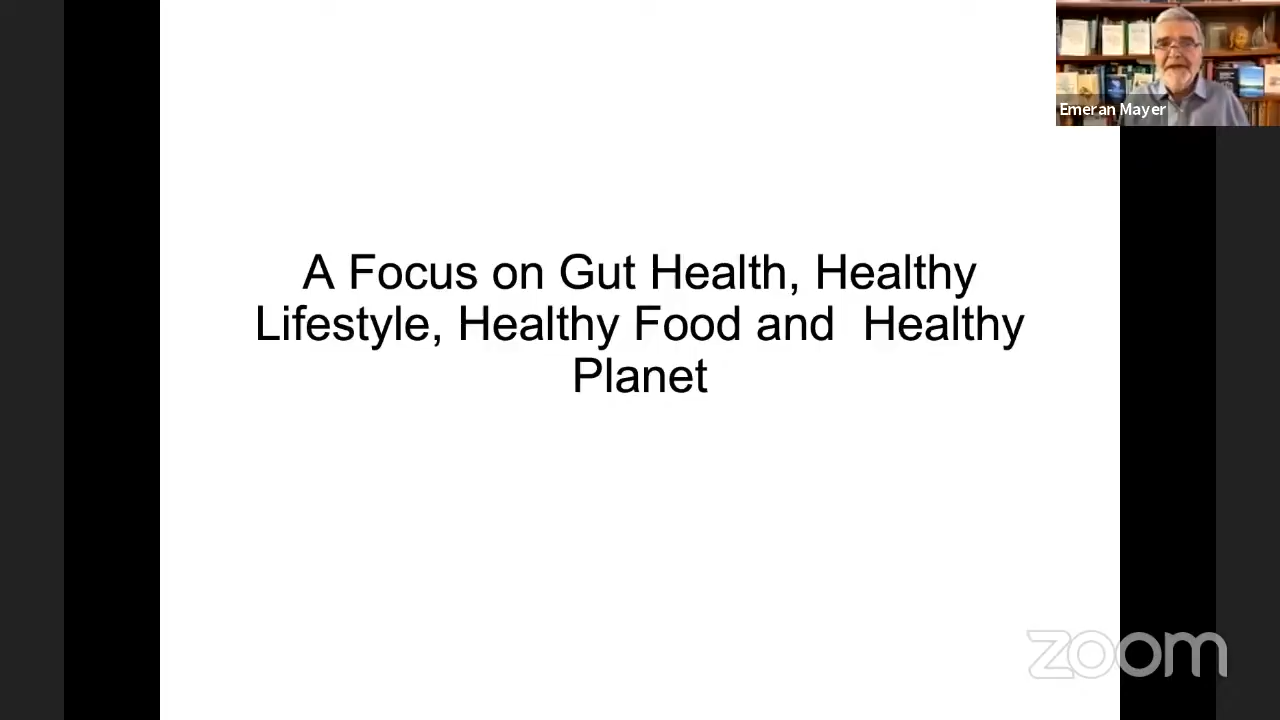 Emeran Mayer
A Focus on Gut Health, Healthy
Lifestyle, Healthy Food and  Healthy
Planet
zoom